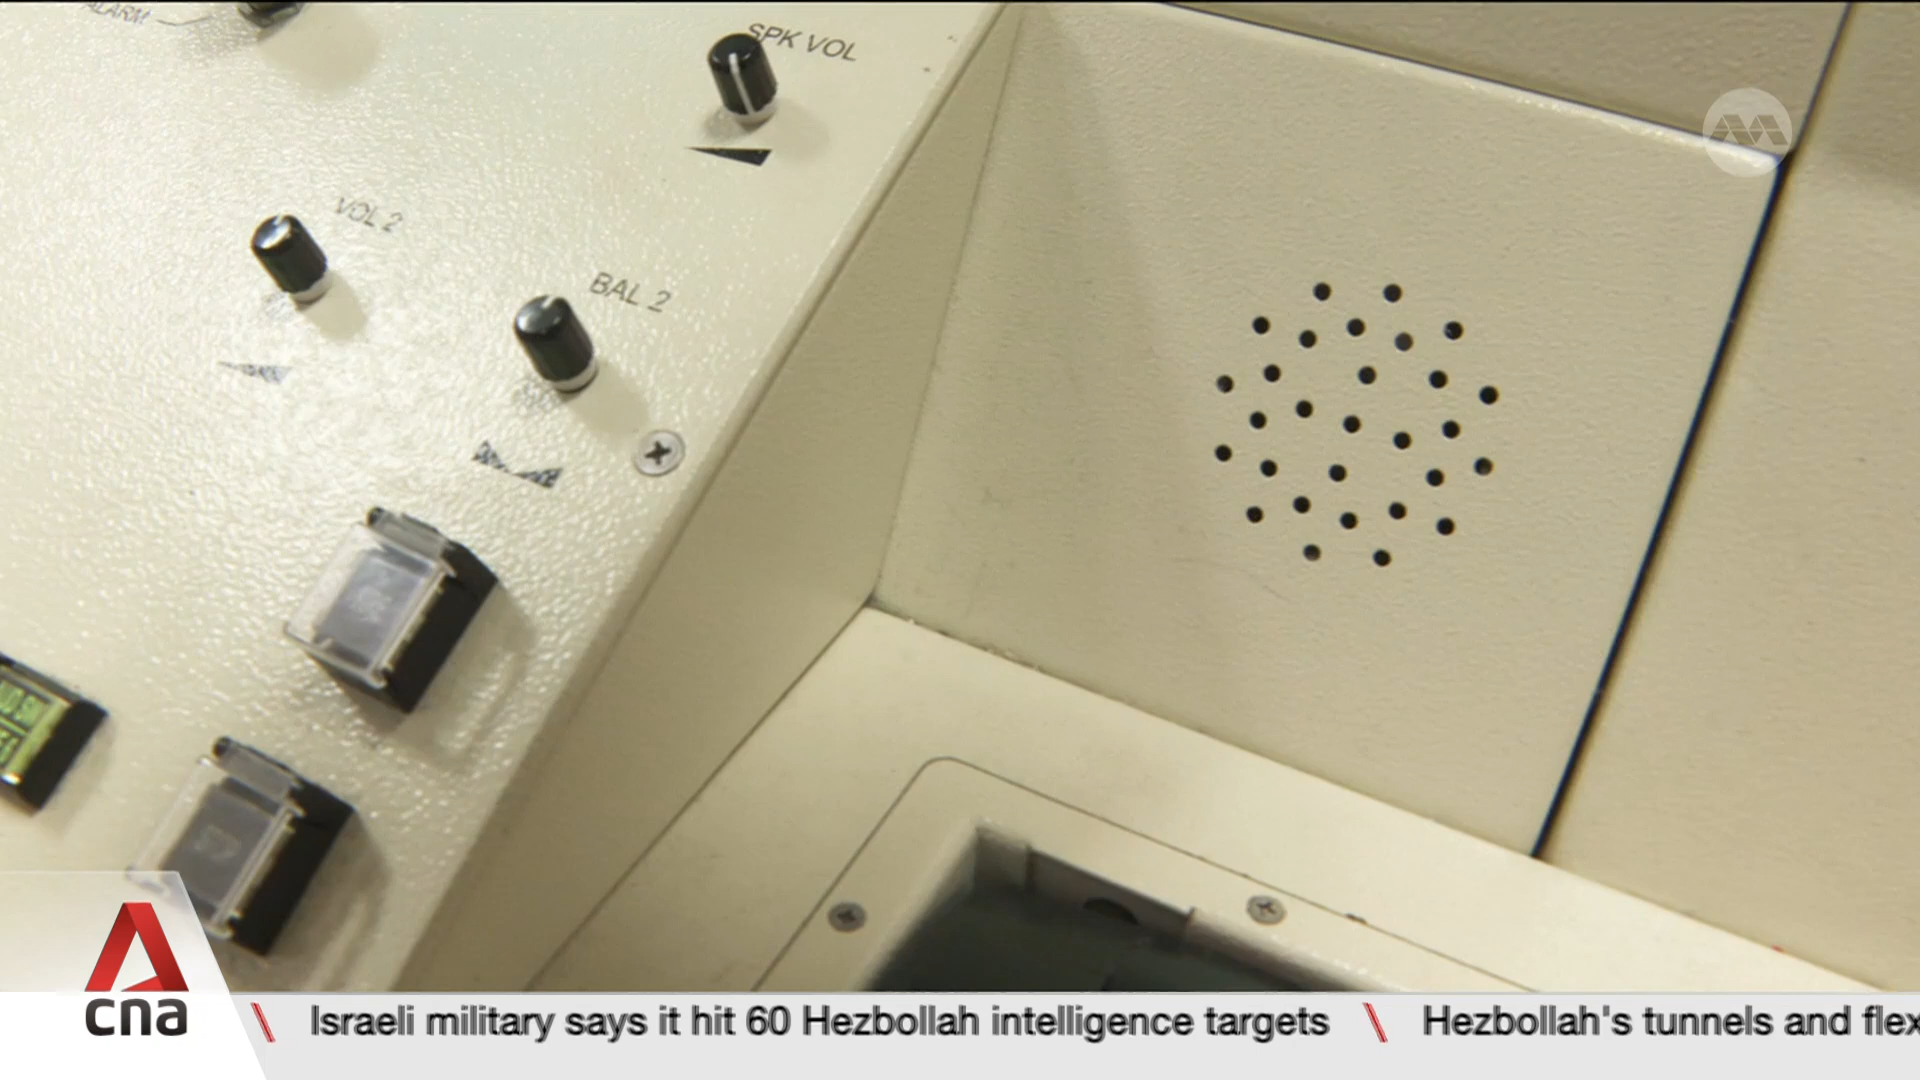 ALARM
SPK VOL
VOL 2
BAL 2
cna
\ Israeli military says it hit 60 Hezbollah intelligence targets \ Hezbollah's tunnels and flex